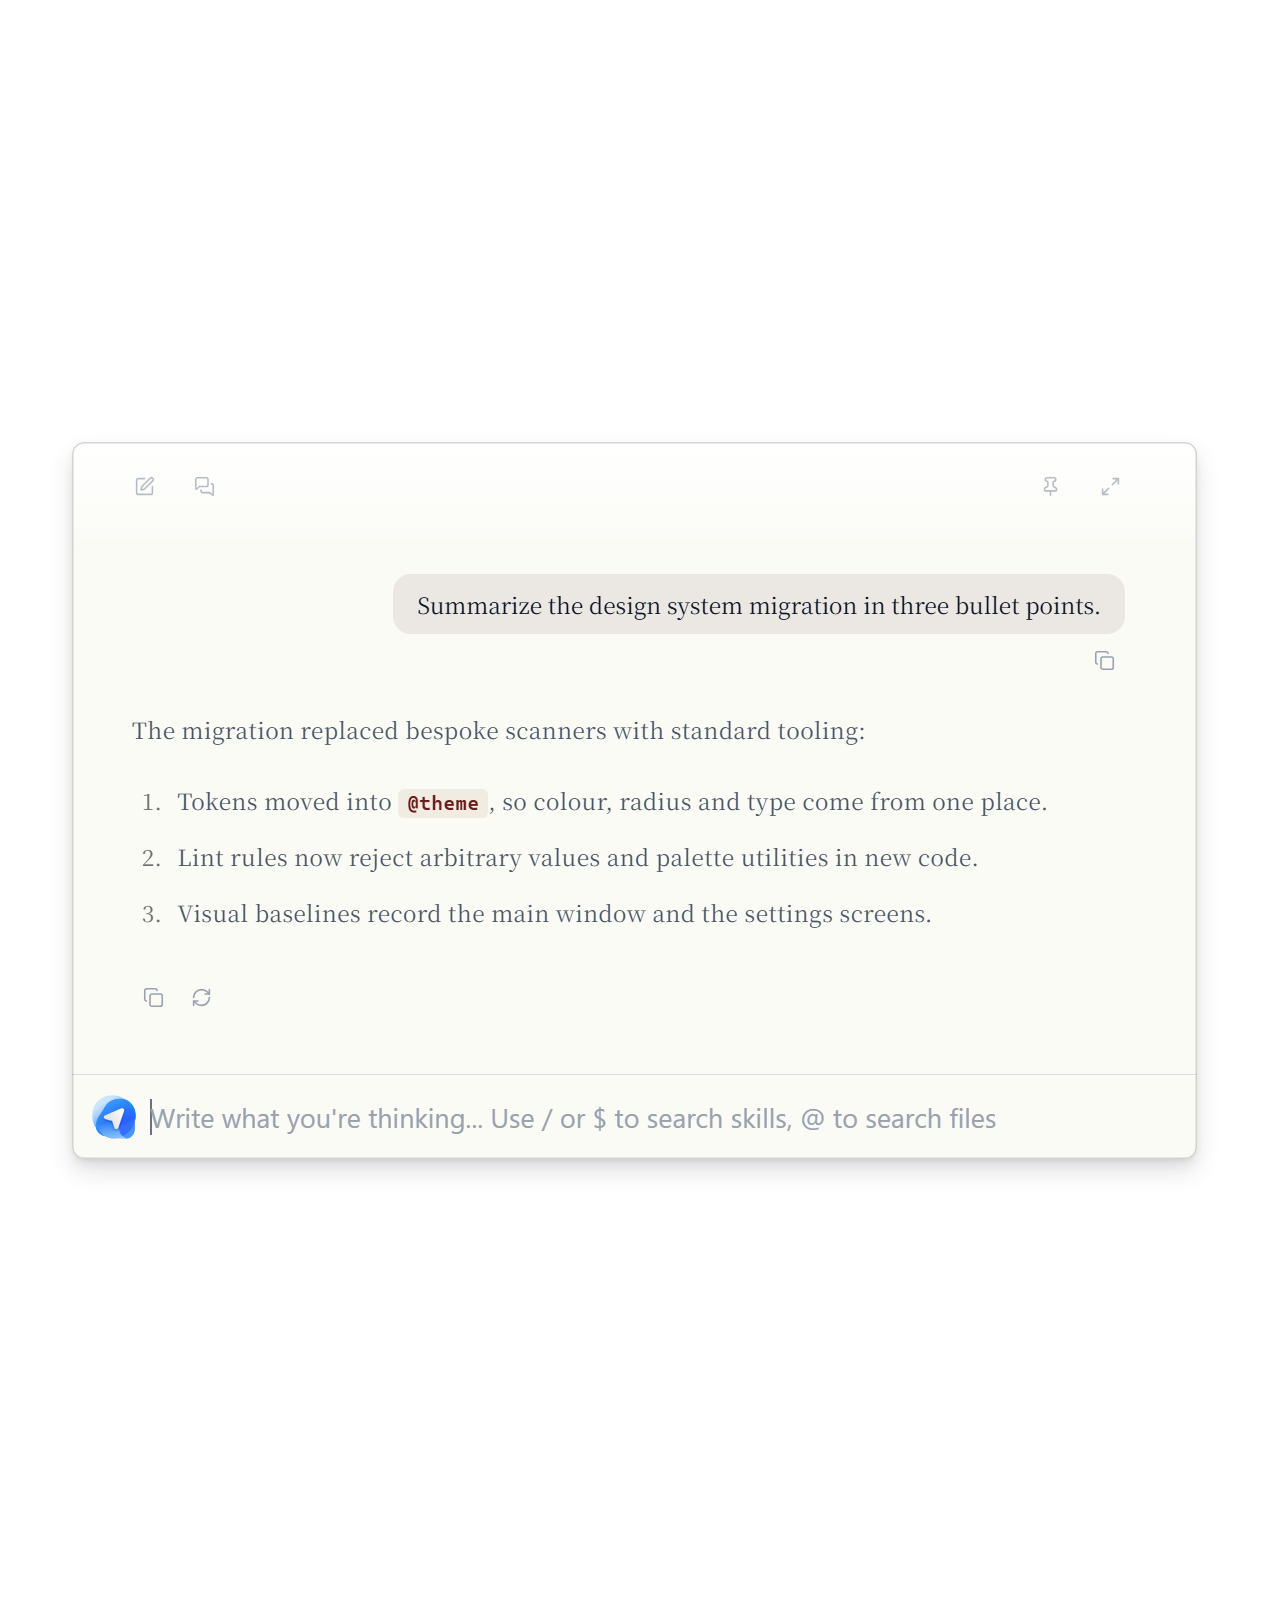 Summarize the design system migration in three bullet points.
The migration replaced bespoke scanners with standard tooling:
1. Tokens moved into @theme, so colour, radius and type come from one place.
2. Lint rules now reject arbitrary values and palette utilities in new code.
3. Visual baselines record the main window and the settings screens.
Write what you're thinking... Use / or $ to search skills, @ to search files